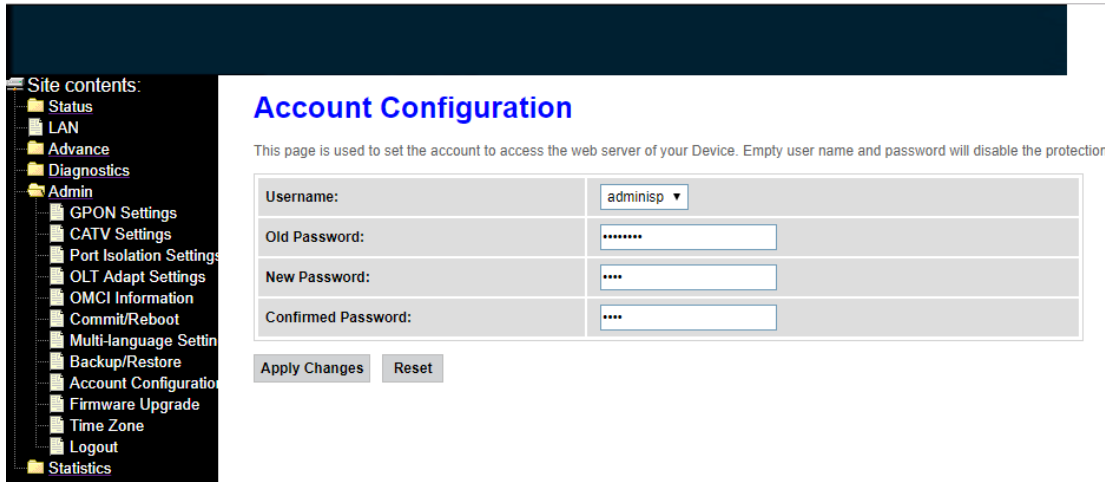 Site contents:
Status
LAN
Advance
Diagnostics
Admin
GPON Settings
CATV Settings
Port Isolation Settings
OLT Adapt Settings
OMCI Information
Commit/Reboot
Multi-language Settin
Backup/Restore
Account Configuration
Firmware Upgrade
Time Zone
Logout
Statistics
Account Configuration
This page is used to set the account to access the web server of your Device. Empty user name and password will disable the protection
Username: adminisp
Old Password: ••••••••
New Password: ••••
Confirmed Password: ••••
Apply Changes Reset